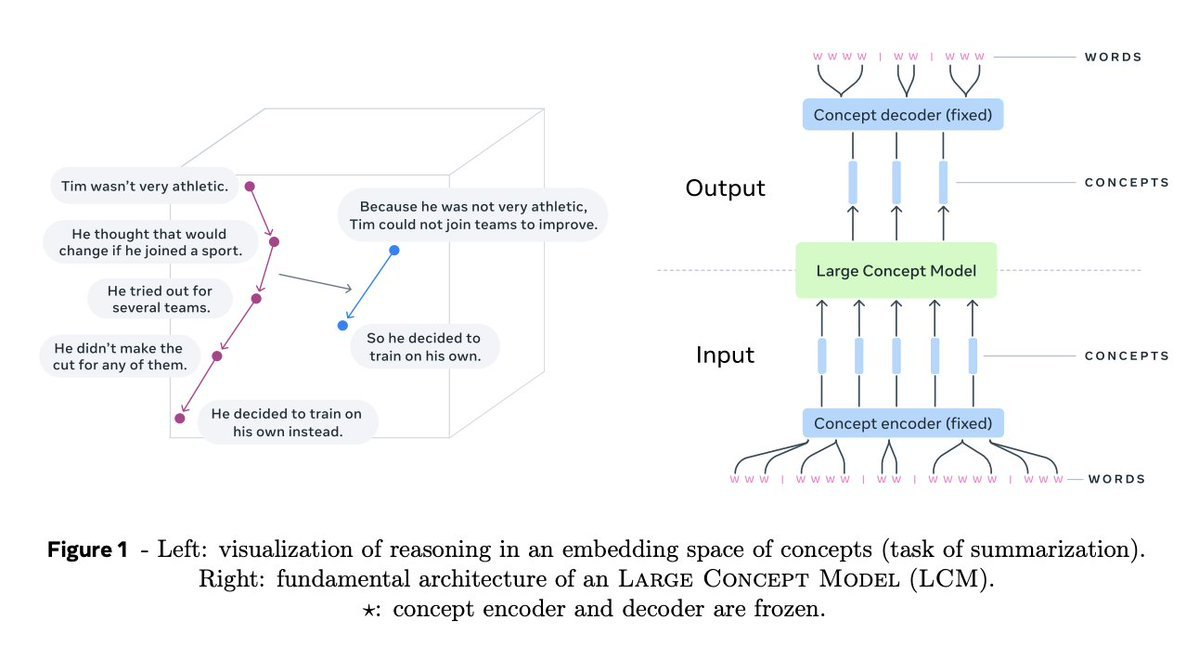 Tim wasn't very athletic.
He thought that would
change if he joined a sport.
He tried out for
several teams.
He didn't make the
cut for any of them.
He decided to train on
his own instead.
Because he was not very athletic,
Tim could not join teams to improve.
So he decided to
train on his own.
W W W W | W W | W W W
WORDS
Concept decoder (fixed)
Output
CONCEPTS
Large Concept Model
Input
CONCEPTS
Concept encoder (fixed)
W W W | W W W W | W W | W W W W W | W W W
WORDS
Figure 1 - Left: visualization of reasoning in an embedding space of concepts (task of summarization).
Right: fundamental architecture of an LARGE CONCEPT MODEL (LCM).
⋆: concept encoder and decoder are frozen.